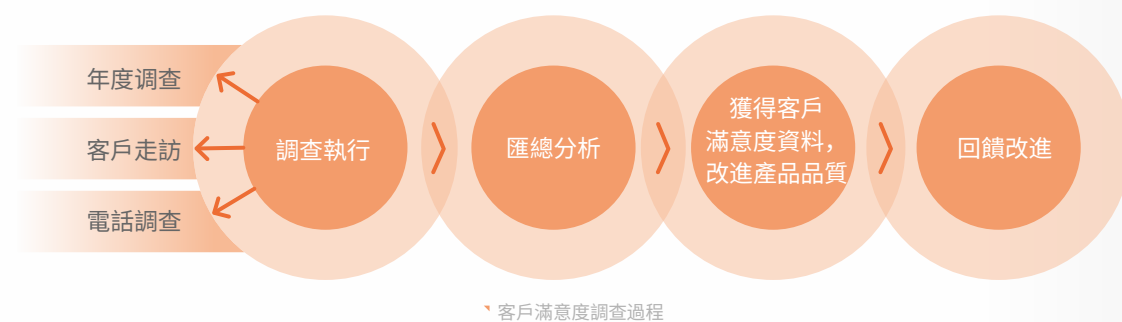 年度调查
客戶走訪
電話調查
調查執行
匯總分析
獲得客戶
滿意度資料，
改進產品品質
回饋改進
客戶滿意度調查過程